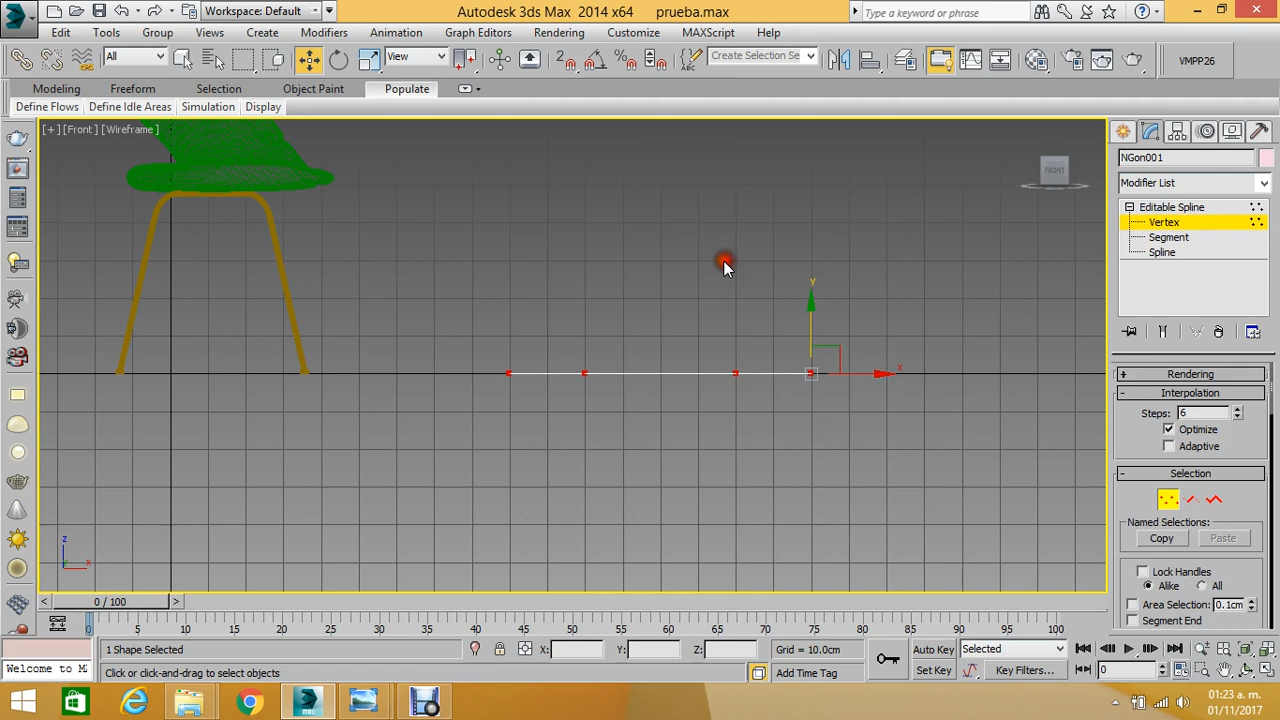 Workspace: Default
Autodesk 3ds Max 2014 x64 prueba.max
Type a keyword or phrase
Edit Tools Group Views Create Modifiers Animation Graph Editors Rendering Customize MAXScript Help
All View Create Selection Se VMPP26
Modeling Freeform Selection Object Paint Populate
Define Flows Define Idle Areas Simulation Display
[+] [Front] [Wireframe]
FRONT
y
x
z
x
NGon001
Modifier List
Editable Spline
Vertex
Segment
Spline
+ Rendering
- Interpolation
Steps: 6
Optimize
Adaptive
- Selection
Named Selections:
Copy Paste
Lock Handles
Alike All
Area Selection: 0.1cm
Segment End
< 0 / 100 >
0 5 10 15 20 25 30 35 40 45 50 55 60 65 70 75 80 85 90 95 100
1 Shape Selected X: Y: Z: Grid = 10.0cm Auto Key Selected
Welcome to M Click or click-and-drag to select objects Add Time Tag Set Key Key Filters... 0
01:23 a. m.
01/11/2017